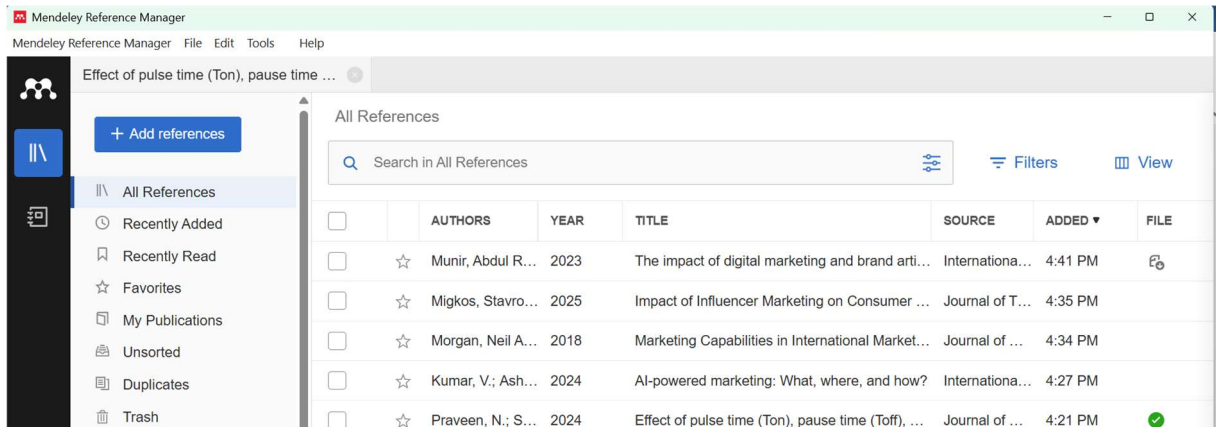 Mendeley Reference Manager
Mendeley Reference Manager File Edit Tools Help
Effect of pulse time (Ton), pause time ...
+ Add references
All References
Recently Added
Recently Read
Favorites
My Publications
Unsorted
Duplicates
Trash
All References
Search in All References
Filters
View
AUTHORS YEAR TITLE SOURCE ADDED ▼ FILE
Munir, Abdul R... 2023 The impact of digital marketing and brand arti... Internationa... 4:41 PM
Migkos, Stavro... 2025 Impact of Influencer Marketing on Consumer ... Journal of T... 4:35 PM
Morgan, Neil A... 2018 Marketing Capabilities in International Market... Journal of ... 4:34 PM
Kumar, V.; Ash... 2024 AI-powered marketing: What, where, and how? Internationa... 4:27 PM
Praveen, N.; S... 2024 Effect of pulse time (Ton), pause time (Toff), ... Journal of ... 4:21 PM